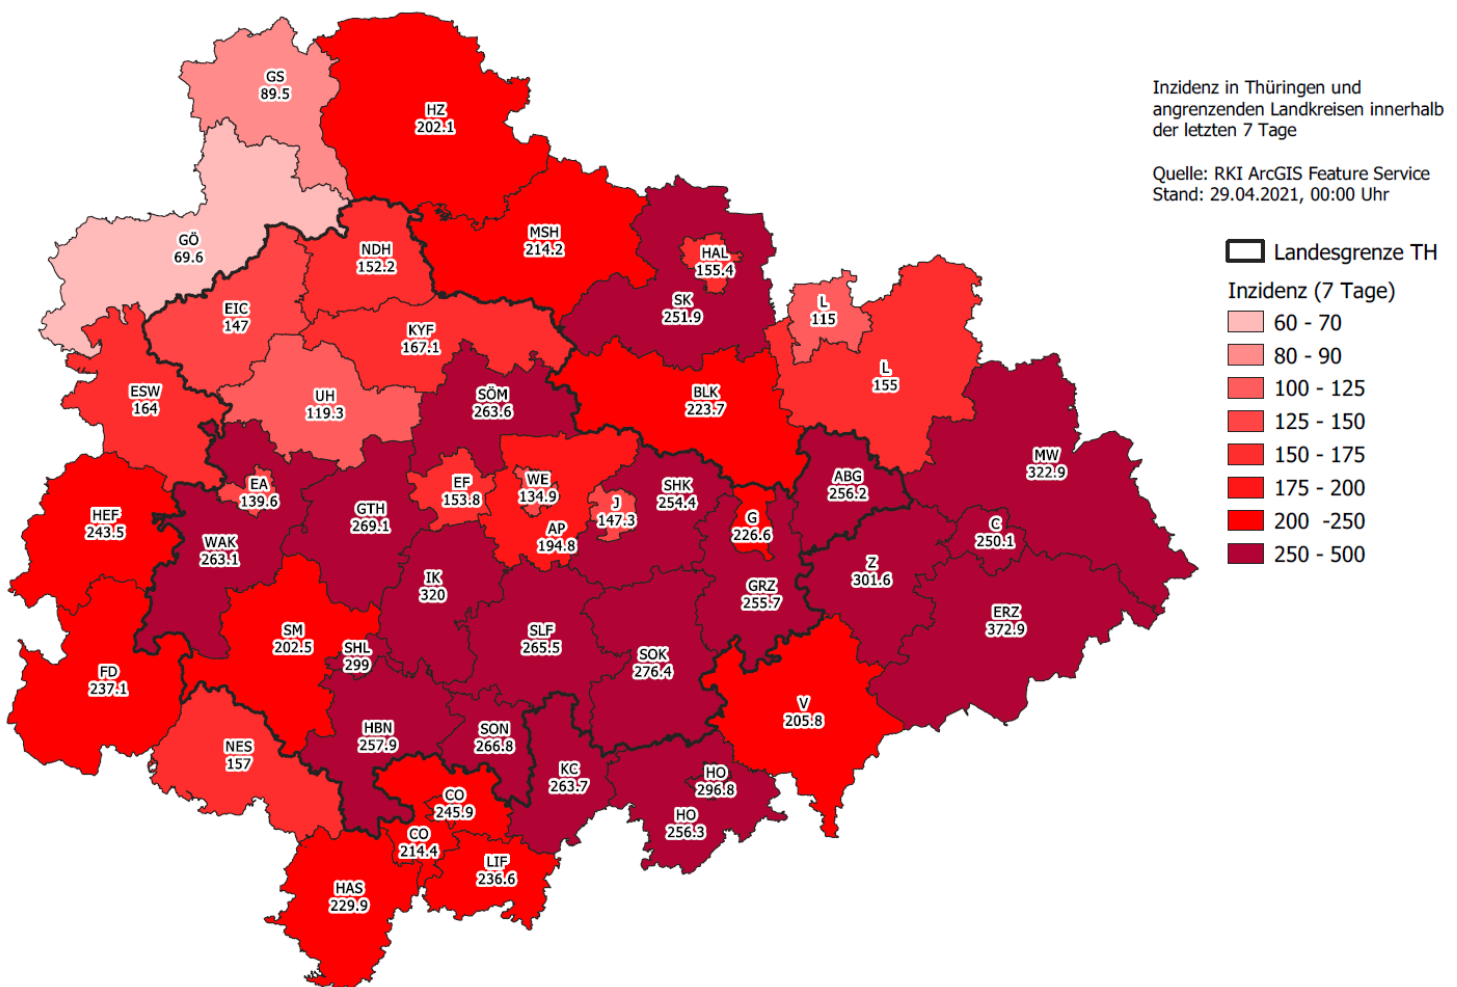 Inzidenz in Thüringen und
angrenzenden Landkreisen innerhalb
der letzten 7 Tage
Quelle: RKI ArcGIS Feature Service
Stand: 29.04.2021, 00:00 Uhr
Landesgrenze TH
Inzidenz (7 Tage)
60 - 70
80 - 90
100 - 125
125 - 150
150 - 175
175 - 200
200 -250
250 - 500
GS
89.5
HZ
202.1
GÖ
69.6
NDH
152.2
MSH
214.2
HAL
155.4
SK
251.9
EIC
147
KYF
167.1
L
115
L
155
ESW
164
UH
119.3
SÖM
263.6
BLK
223.7
MW
322.9
EA
139.6
EF
153.8
WE
134.9
SHK
254.4
ABG
256.2
HEF
243.5
GTH
269.1
J
147.3
G
226.6
C
250.1
WAK
263.1
AP
194.8
Z
301.6
IK
320
GRZ
255.7
ERZ
372.9
SM
202.5
SHL
299
SLF
265.5
SOK
276.4
FD
237.1
V
205.8
NES
157
HBN
257.9
SON
266.8
KC
263.7
HO
296.8
HO
256.3
CO
245.9
CO
214.4
LIF
236.6
HAS
229.9